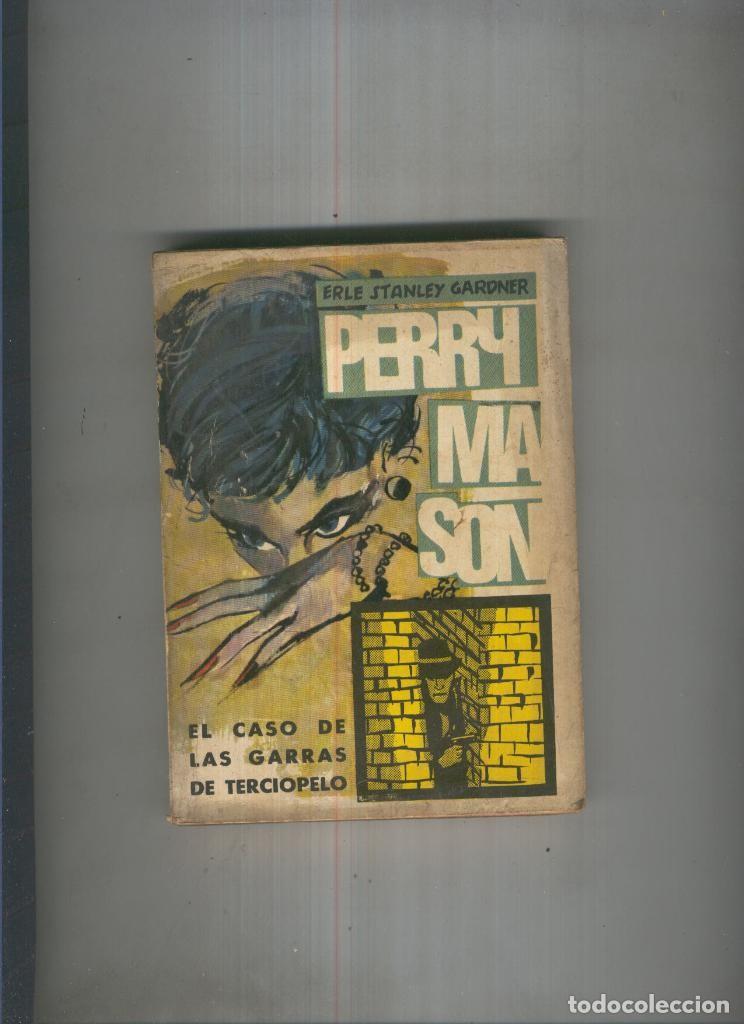 ERLE STANLEY GARDNER
PERRY
MA
SON
EL CASO DE
LAS GARRAS
DE TERCIOPELO
todocoleccion